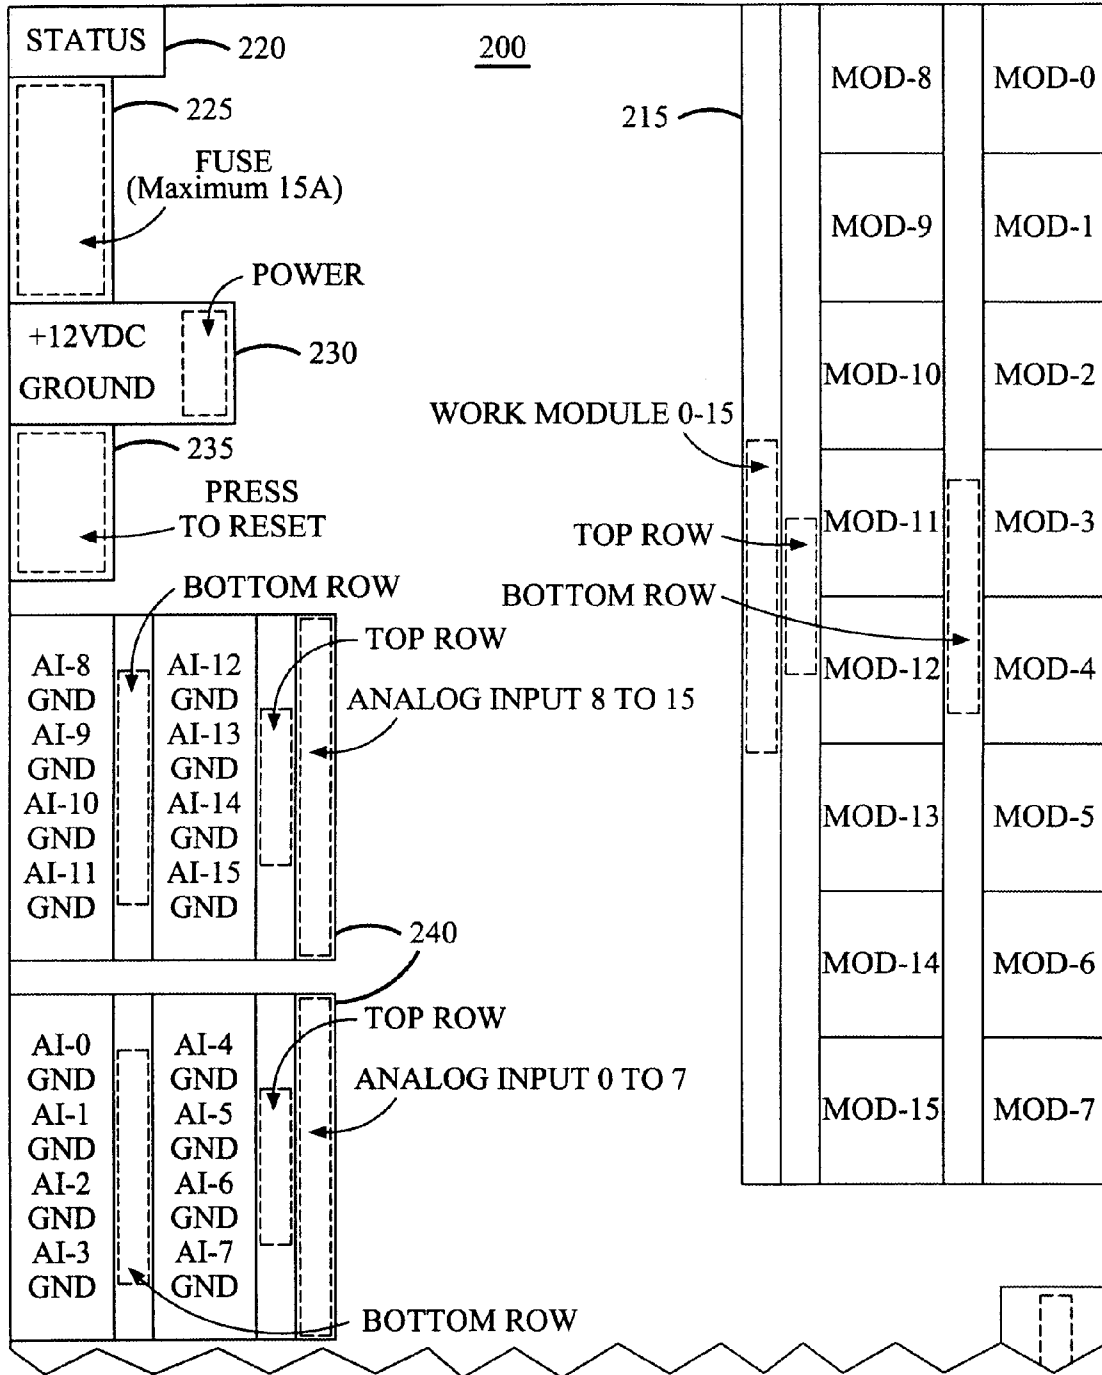 STATUS
220
200
225
FUSE
(Maximum 15A)
POWER
+12VDC
GROUND
230
235
PRESS
TO RESET
BOTTOM ROW
TOP ROW
ANALOG INPUT 8 TO 15
AI-8
GND
AI-9
GND
AI-10
GND
AI-11
GND
AI-12
GND
AI-13
GND
AI-14
GND
AI-15
GND
240
TOP ROW
ANALOG INPUT 0 TO 7
AI-0
GND
AI-1
GND
AI-2
GND
AI-3
GND
AI-4
GND
AI-5
GND
AI-6
GND
AI-7
GND
BOTTOM ROW
215
WORK MODULE 0-15
TOP ROW
BOTTOM ROW
MOD-8
MOD-9
MOD-10
MOD-11
MOD-12
MOD-13
MOD-14
MOD-15
MOD-0
MOD-1
MOD-2
MOD-3
MOD-4
MOD-5
MOD-6
MOD-7